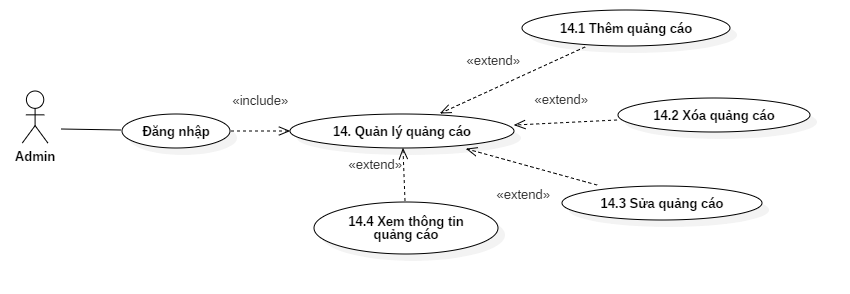 14.1 Thêm quảng cáo
«extend»
«include»
«extend»
14.2 Xóa quảng cáo
Đăng nhập
14. Quản lý quảng cáo
Admin
«extend»
«extend»
14.3 Sửa quảng cáo
14.4 Xem thông tin
quảng cáo